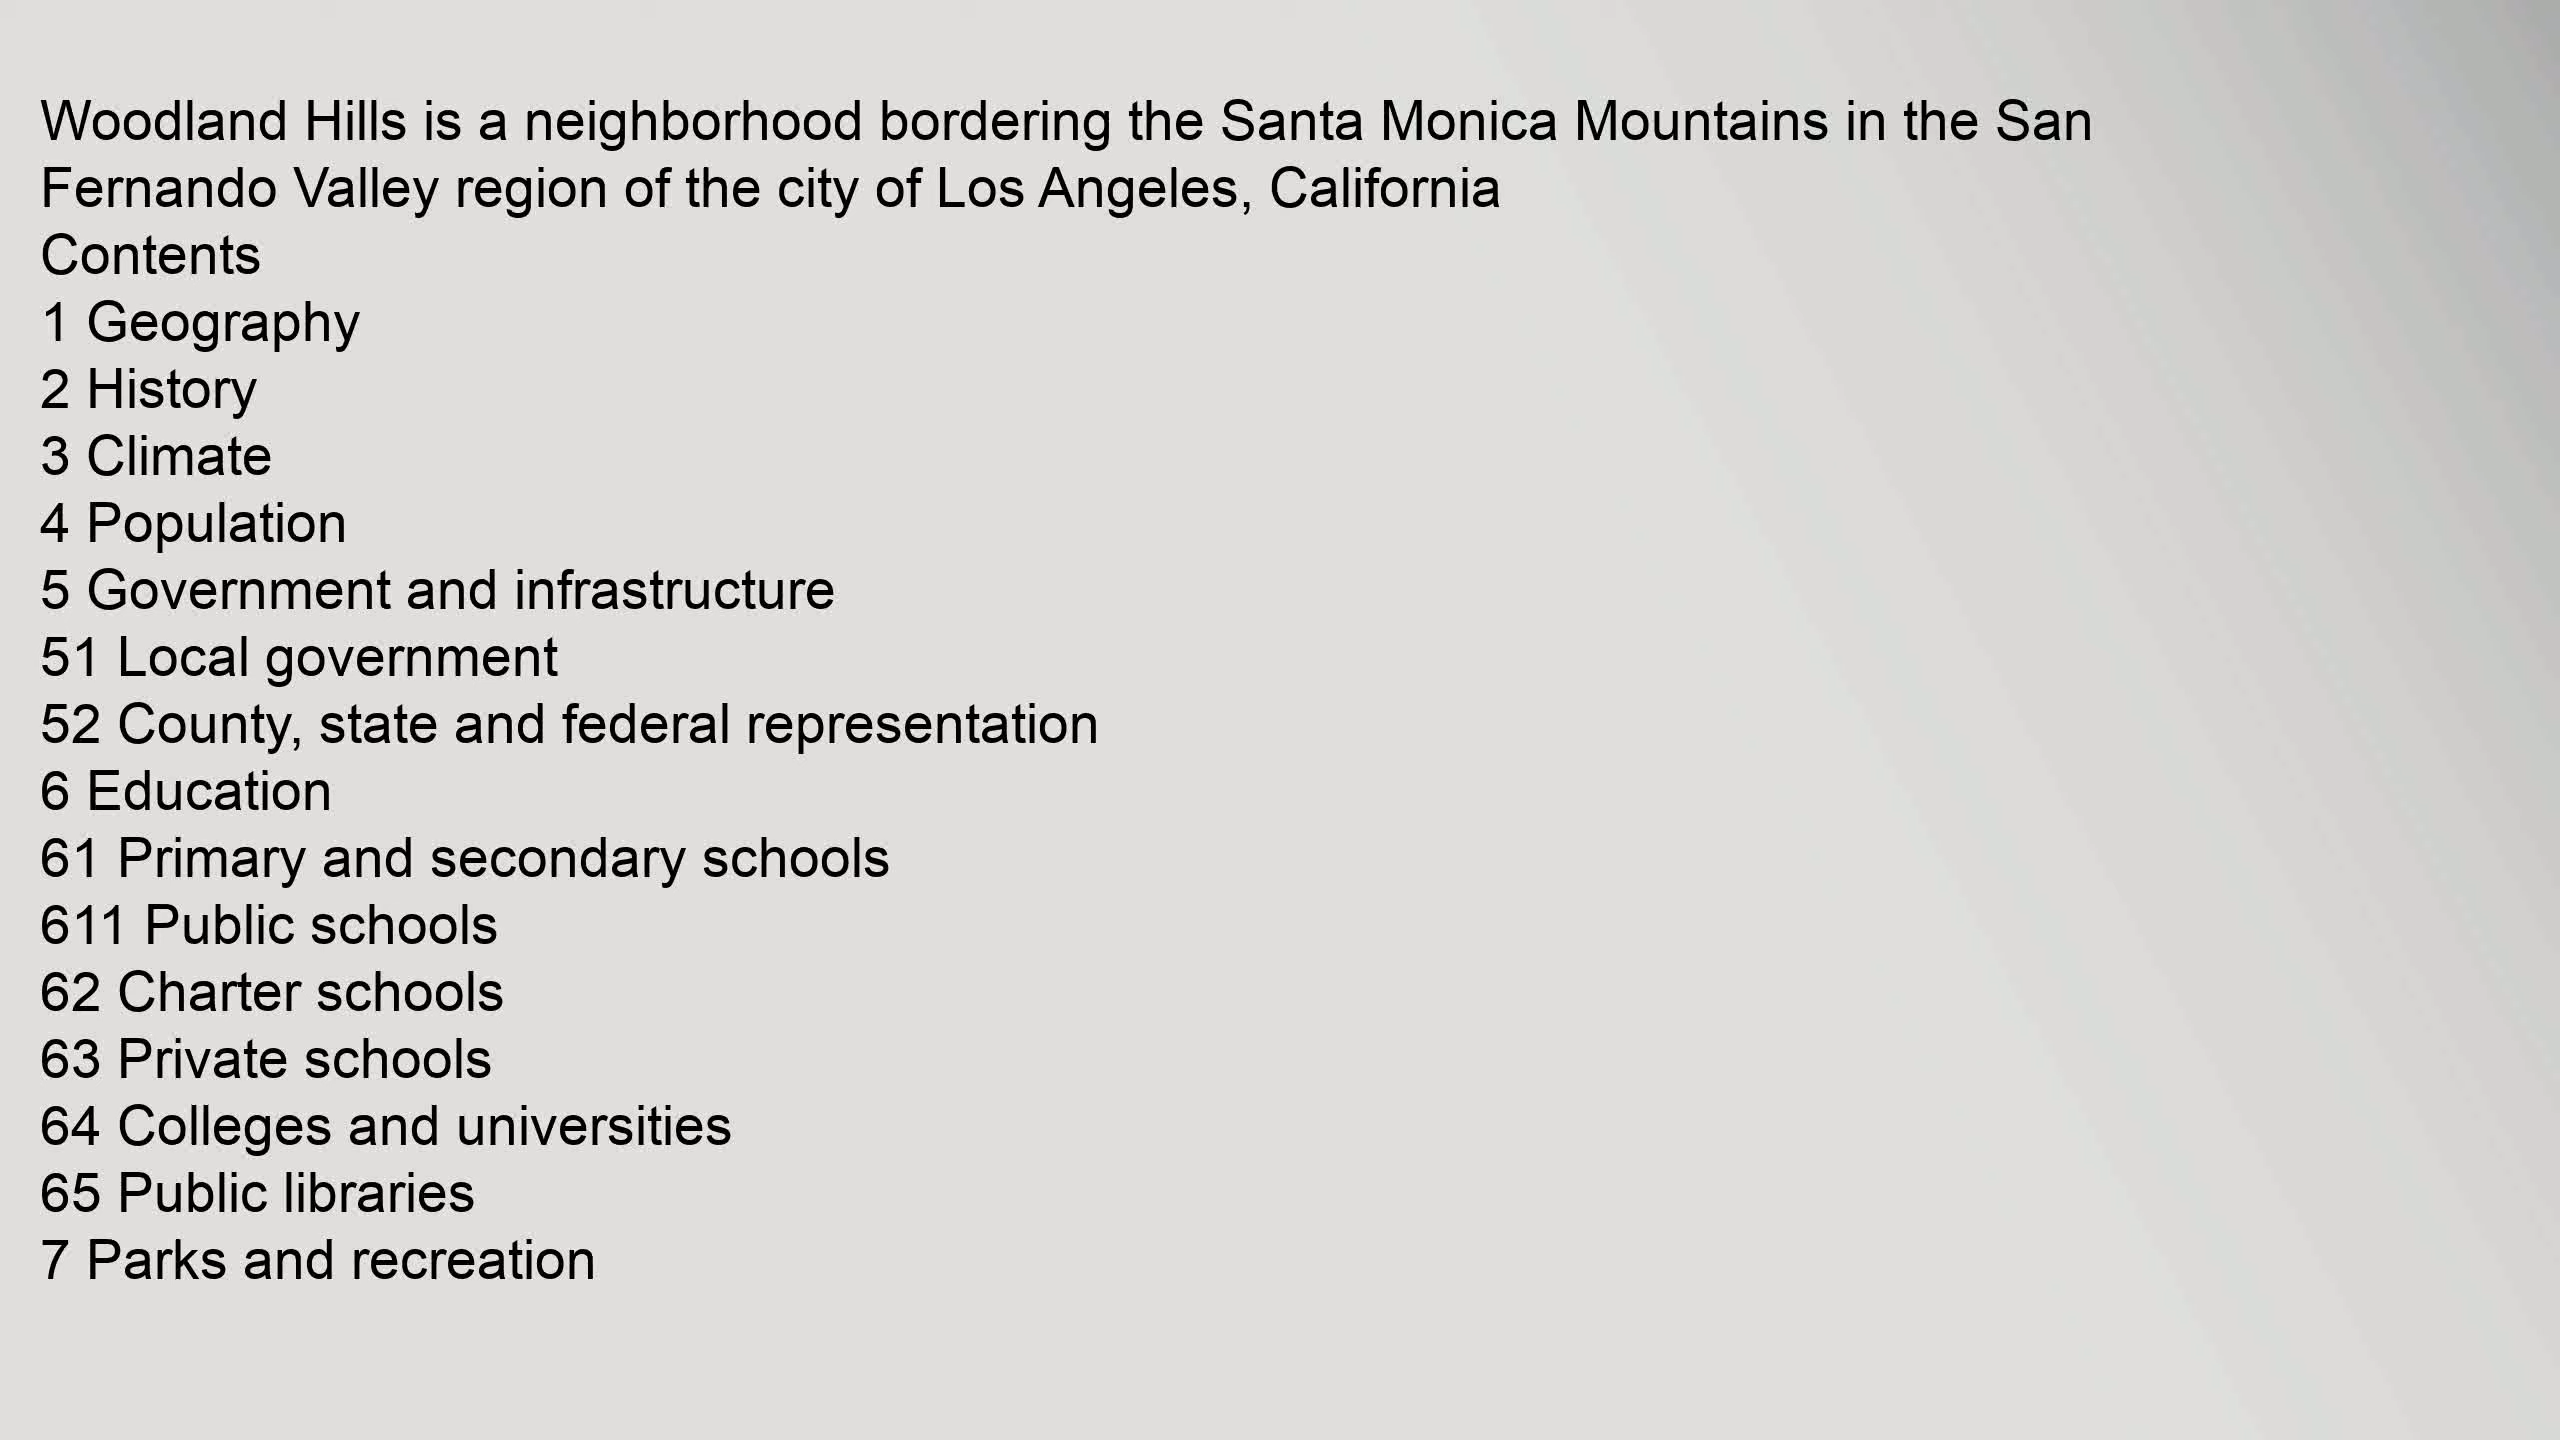 Woodland Hills is a neighborhood bordering the Santa Monica Mountains in the San
Fernando Valley region of the city of Los Angeles, California
Contents
1 Geography
2 History
3 Climate
4 Population
5 Government and infrastructure
51 Local government
52 County, state and federal representation
6 Education
61 Primary and secondary schools
611 Public schools
62 Charter schools
63 Private schools
64 Colleges and universities
65 Public libraries
7 Parks and recreation